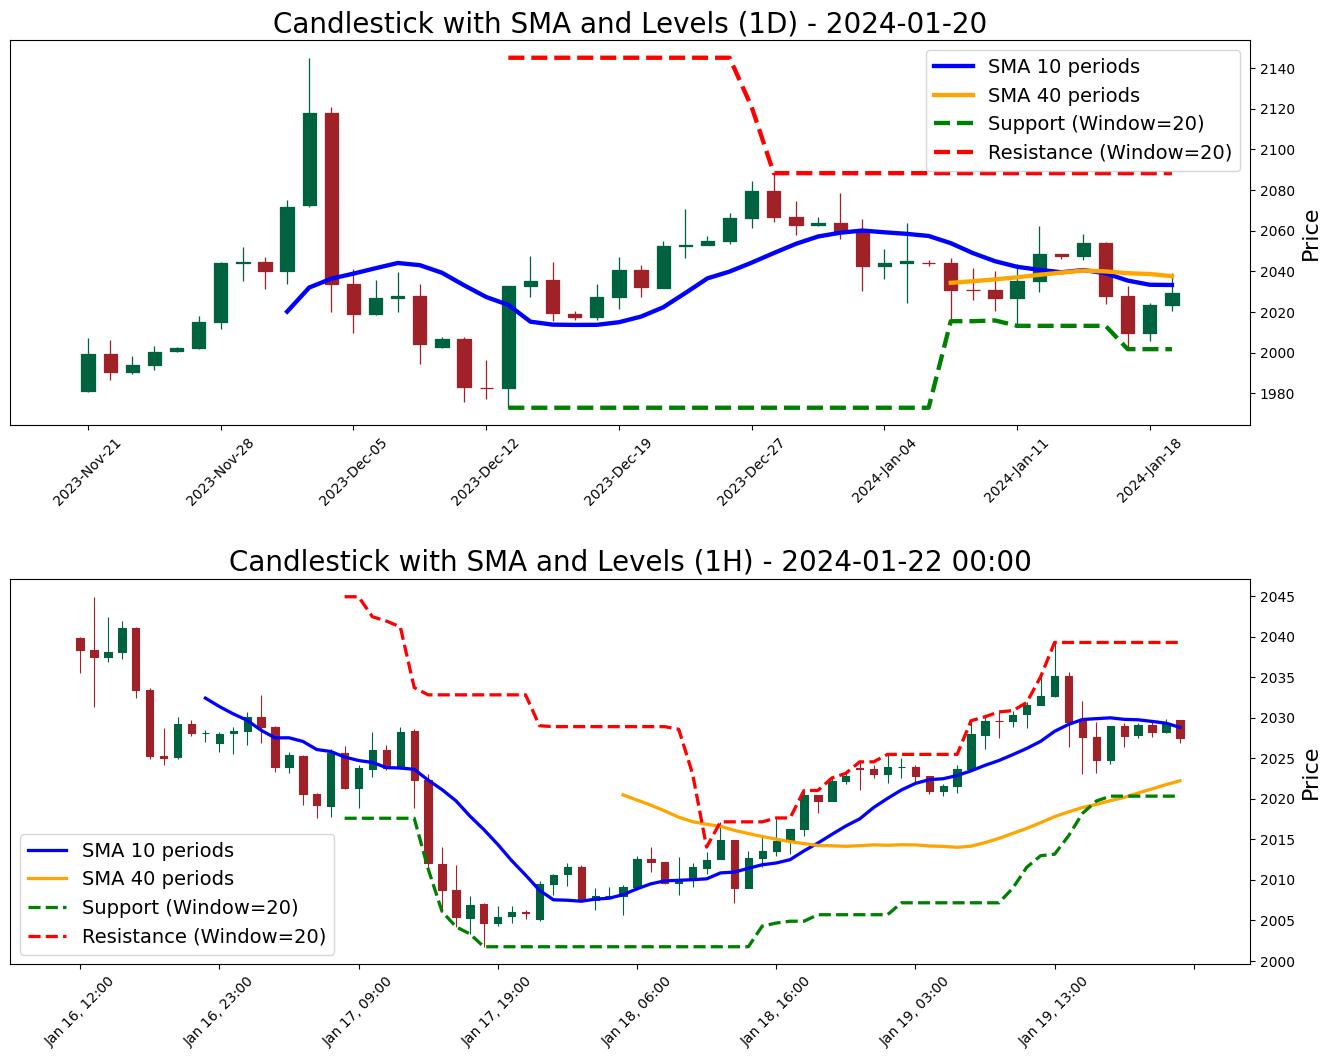 Candlestick with SMA and Levels (1D) - 2024-01-20
SMA 10 periods
SMA 40 periods
Support (Window=20)
Resistance (Window=20)
2140
2120
2100
2080
2060
2040
2020
2000
1980
Price
2023-Nov-21
2023-Nov-28
2023-Dec-05
2023-Dec-12
2023-Dec-19
2023-Dec-27
2024-Jan-04
2024-Jan-11
2024-Jan-18
Candlestick with SMA and Levels (1H) - 2024-01-22 00:00
2045
2040
2035
2030
2025
2020
2015
2010
2005
2000
Price
SMA 10 periods
SMA 40 periods
Support (Window=20)
Resistance (Window=20)
Jan 16, 12:00
Jan 16, 23:00
Jan 17, 09:00
Jan 17, 19:00
Jan 18, 06:00
Jan 18, 16:00
Jan 19, 03:00
Jan 19, 13:00